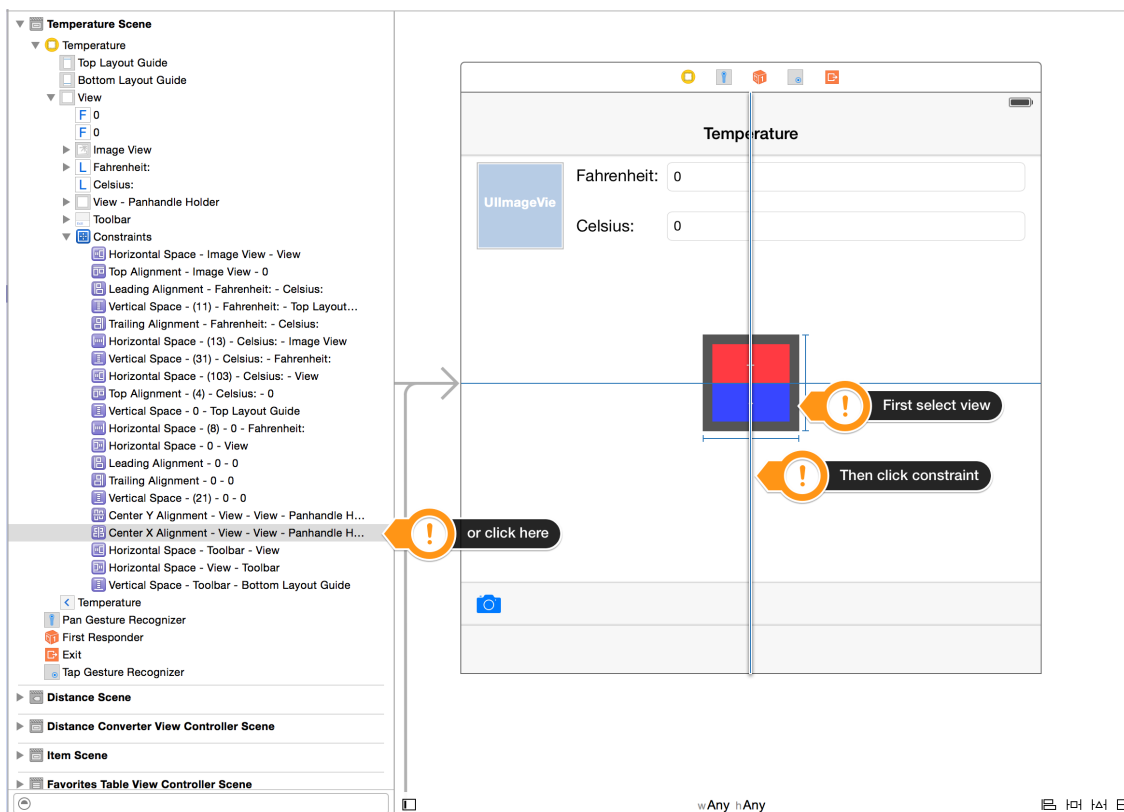 Temperature Scene
Temperature
Top Layout Guide
Bottom Layout Guide
View
F 0
F 0
Image View
L Fahrenheit:
L Celsius:
View - Panhandle Holder
Toolbar
Constraints
Horizontal Space - Image View - View
Top Alignment - Image View - 0
Leading Alignment - Fahrenheit: - Celsius:
Vertical Space - (11) - Fahrenheit: - Top Layout...
Trailing Alignment - Fahrenheit: - Celsius:
Horizontal Space - (13) - Celsius: - Image View
Vertical Space - (31) - Celsius: - Fahrenheit:
Horizontal Space - (103) - Celsius: - View
Top Alignment - (4) - Celsius: - 0
Vertical Space - 0 - Top Layout Guide
Horizontal Space - (8) - 0 - Fahrenheit:
Horizontal Space - 0 - View
Leading Alignment - 0 - 0
Trailing Alignment - 0 - 0
Vertical Space - (21) - 0 - 0
Center Y Alignment - View - View - Panhandle H...
Center X Alignment - View - View - Panhandle H...
Horizontal Space - Toolbar - View
Horizontal Space - View - Toolbar
Vertical Space - Toolbar - Bottom Layout Guide
Temperature
Pan Gesture Recognizer
First Responder
Exit
Tap Gesture Recognizer
Distance Scene
Distance Converter View Controller Scene
Item Scene
Favorites Table View Controller Scene
Temperature
UIImageVie
Fahrenheit: 0
Celsius: 0
! First select view
! Then click constraint
! or click here
wAny hAny